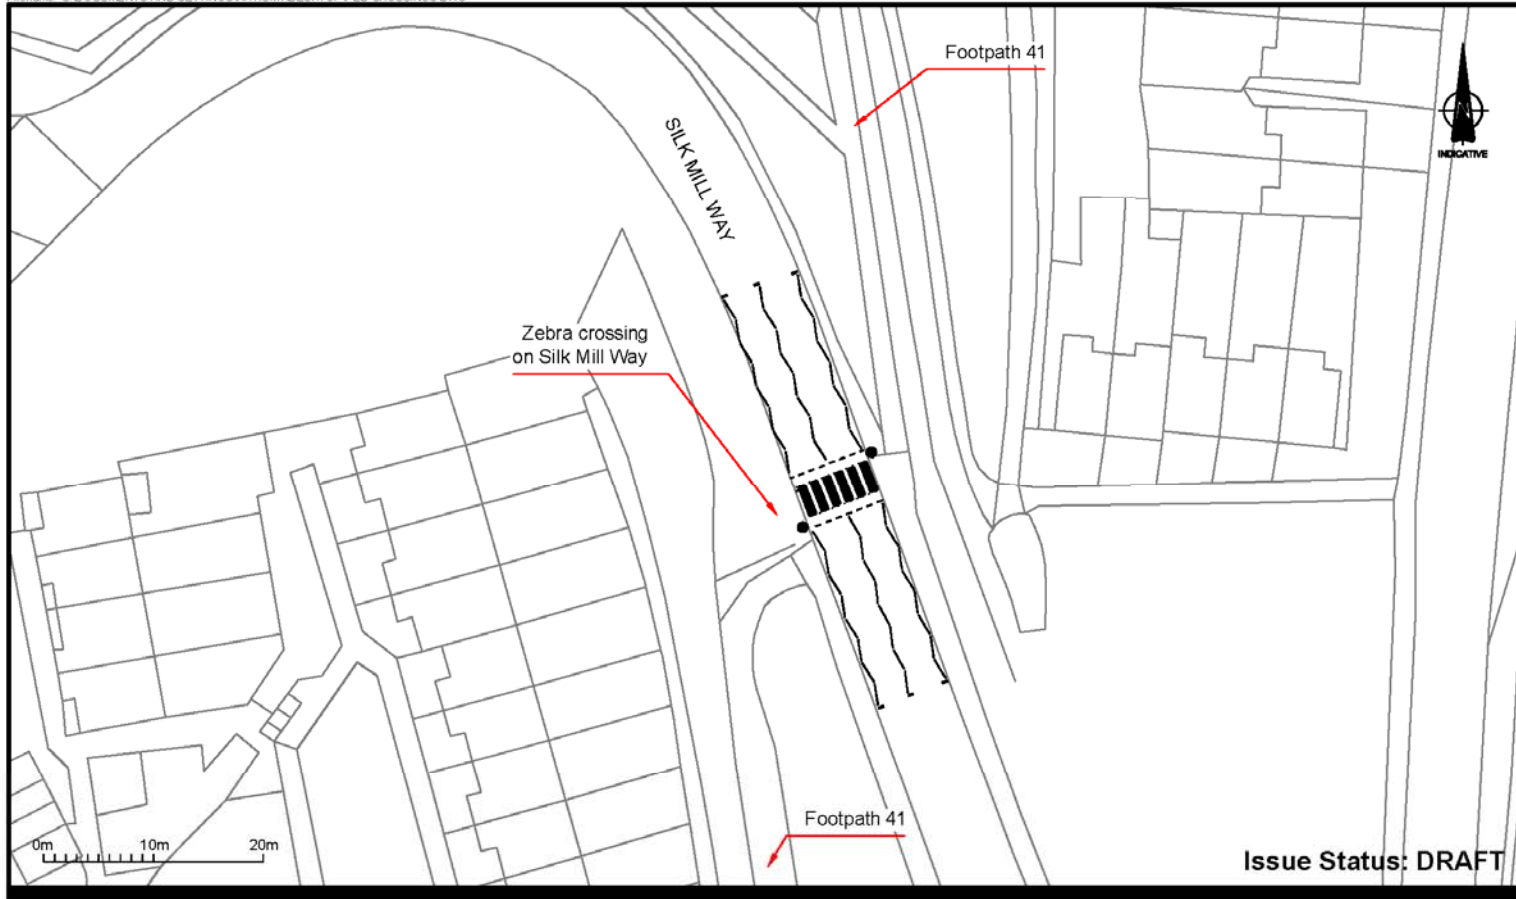 Footpath 41
N
INDICATIVE
SILK MILL WAY
Zebra crossing
on Silk Mill Way
Footpath 41
0m 10m 20m
Issue Status: DRAFT